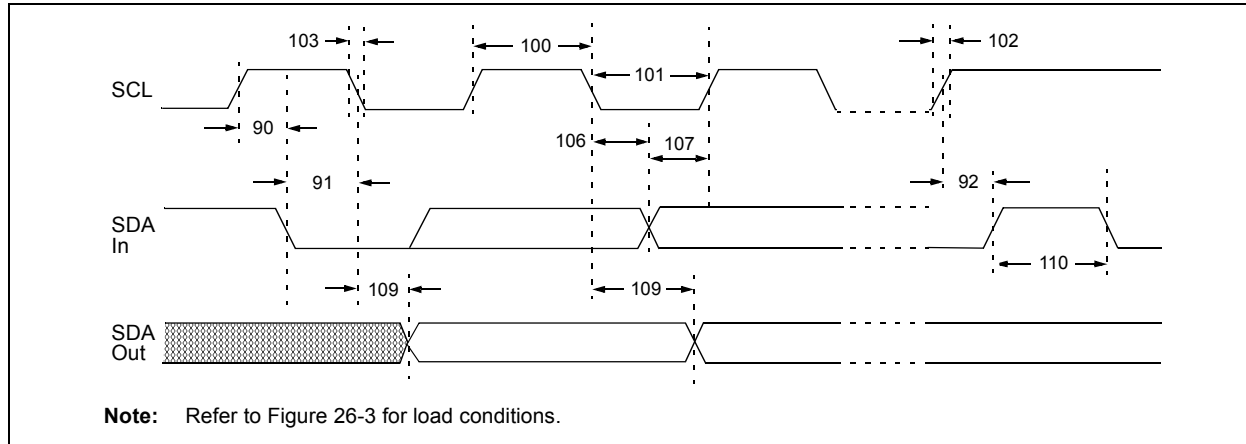 103
100
102
101
SCL
90
106
107
91
92
SDA
In
110
109
109
SDA
Out
Note: Refer to Figure 26-3 for load conditions.